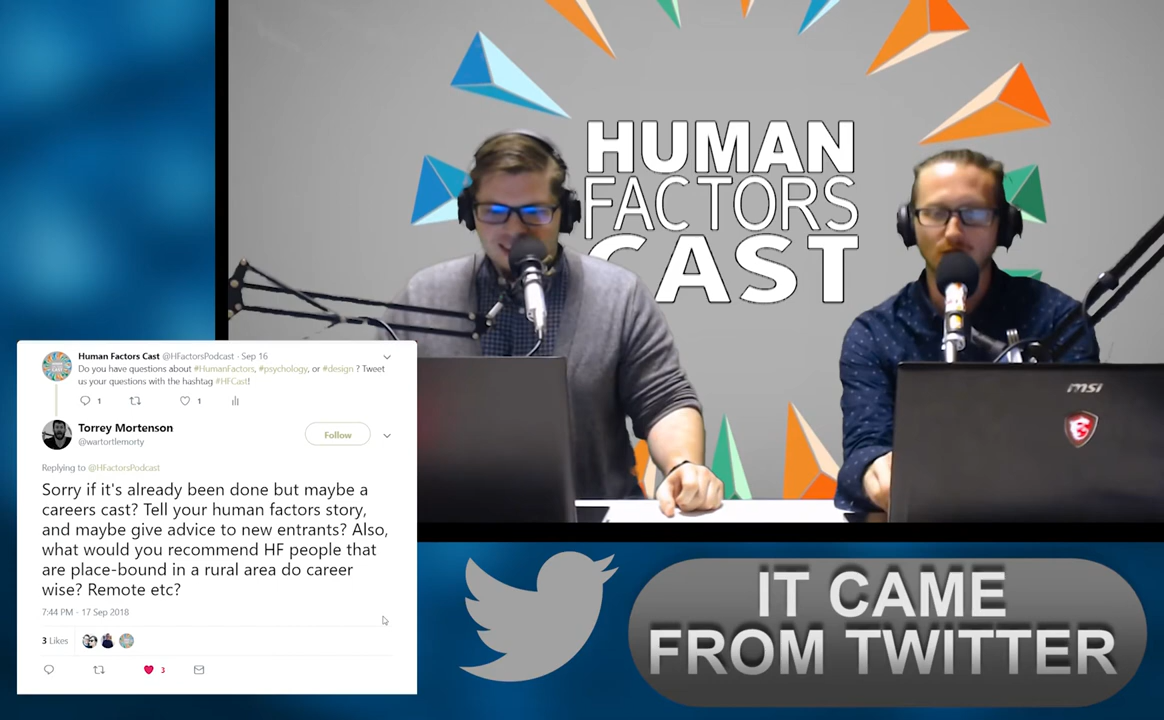 HUMAN
FACTORS
CAST
msi
Human Factors Cast @HFactorsPodcast · Sep 16
Do you have questions about #HumanFactors, #psychology, or #design ? Tweet
us your questions with the hashtag #HFCast!
1 1
Torrey Mortenson
@wartortlemorty
Follow
Replying to @HFactorsPodcast
Sorry if it's already been done but maybe a
careers cast? Tell your human factors story,
and maybe give advice to new entrants? Also,
what would you recommend HF people that
are place-bound in a rural area do career
wise? Remote etc?
7:44 PM - 17 Sep 2018
3 Likes
3
IT CAME
FROM TWITTER